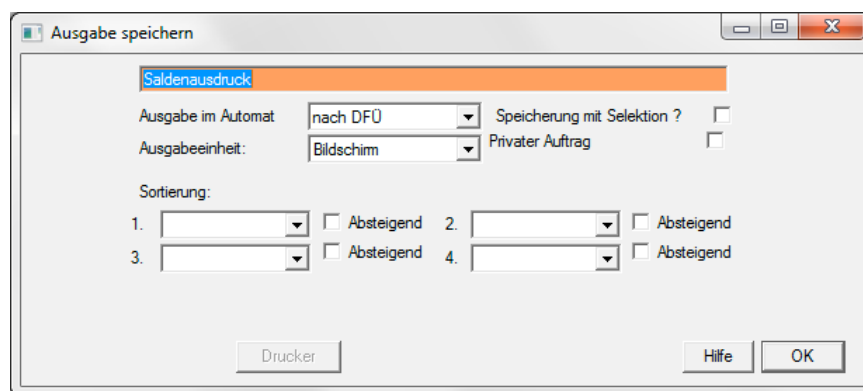 Ausgabe speichern
Saldenausdruck
Ausgabe im Automat nach DFÜ Speicherung mit Selektion ?
Ausgabeeinheit: Bildschirm Privater Auftrag
Sortierung:
1. Absteigend 2. Absteigend
3. Absteigend 4. Absteigend
Drucker Hilfe OK